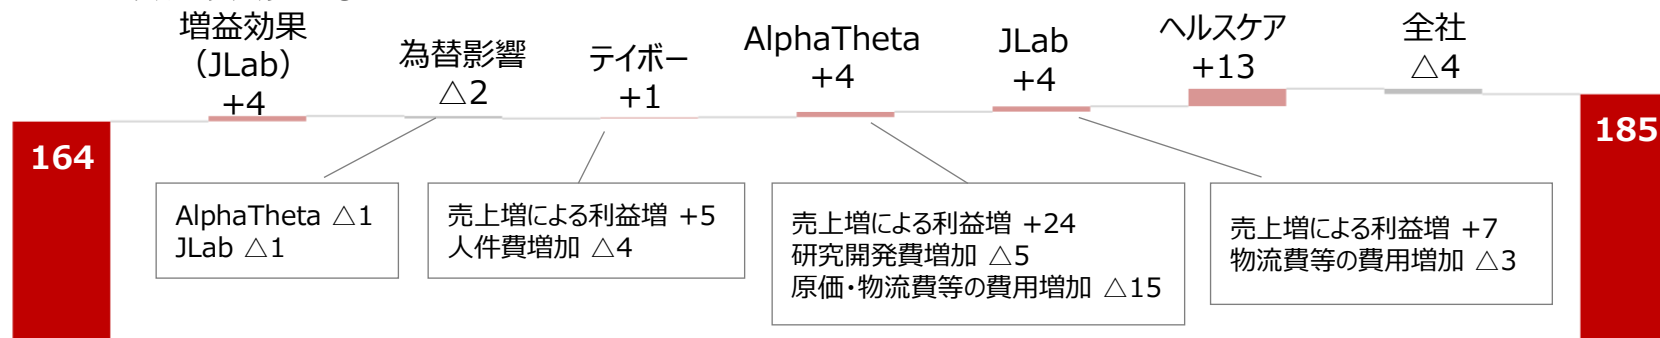 増益効果
（JLab）
+4
為替影響
△2
テイボー
+1
AlphaTheta
+4
JLab
+4
ヘルスケア
+13
全社
△4
164
185
AlphaTheta △1
JLab △1
売上増による利益増 +5
人件費増加 △4
売上増による利益増 +24
研究開発費増加 △5
原価・物流費等の費用増加 △15
売上増による利益増 +7
物流費等の費用増加 △3